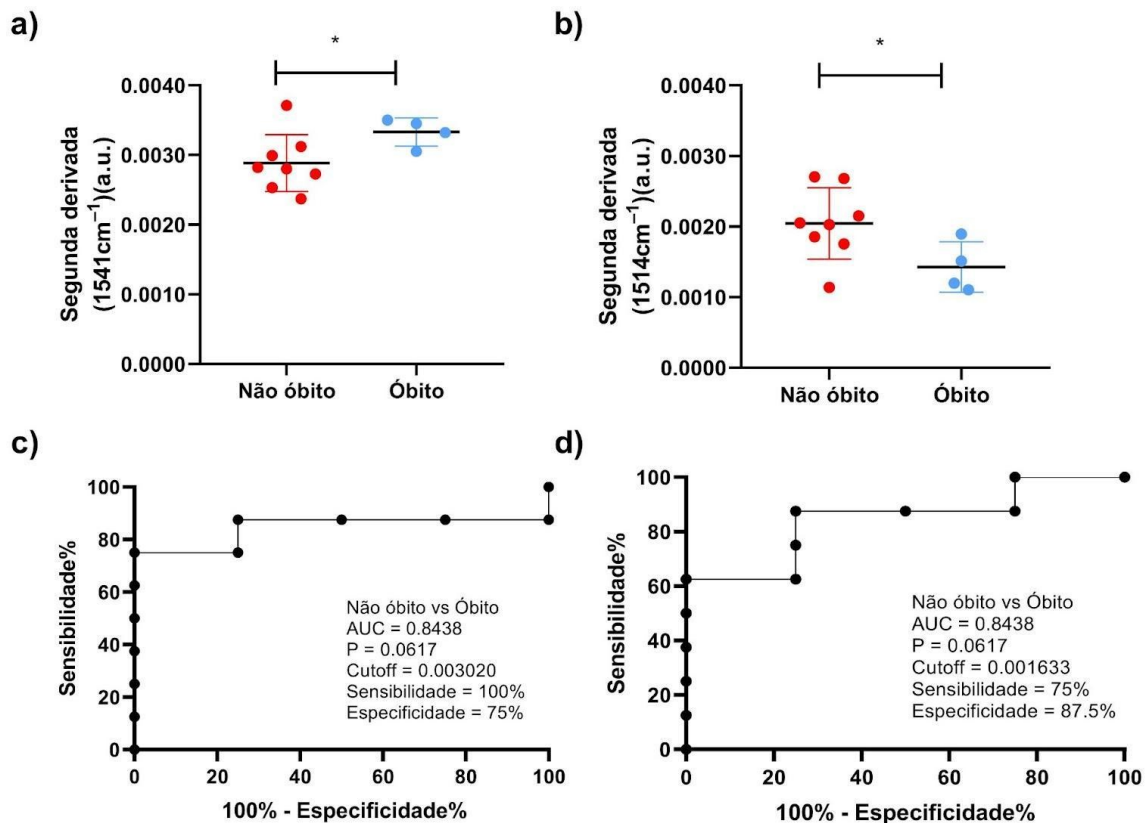 a)
*
Segunda derivada
(1541cm⁻¹)(a.u.)
0.0040
0.0030
0.0020
0.0010
0.0000
Não óbito
Óbito
b)
*
Segunda derivada
(1514cm⁻¹)(a.u.)
0.0040
0.0030
0.0020
0.0010
0.0000
Não óbito
Óbito
c)
Sensibilidade%
100
80
60
40
20
0
Não óbito vs Óbito
AUC = 0.8438
P = 0.0617
Cutoff = 0.003020
Sensibilidade = 100%
Especificidade = 75%
0 20 40 60 80 100
100% - Especificidade%
d)
Sensibilidade%
100
80
60
40
20
0
Não óbito vs Óbito
AUC = 0.8438
P = 0.0617
Cutoff = 0.001633
Sensibilidade = 75%
Especificidade = 87.5%
0 20 40 60 80 100
100% - Especificidade%